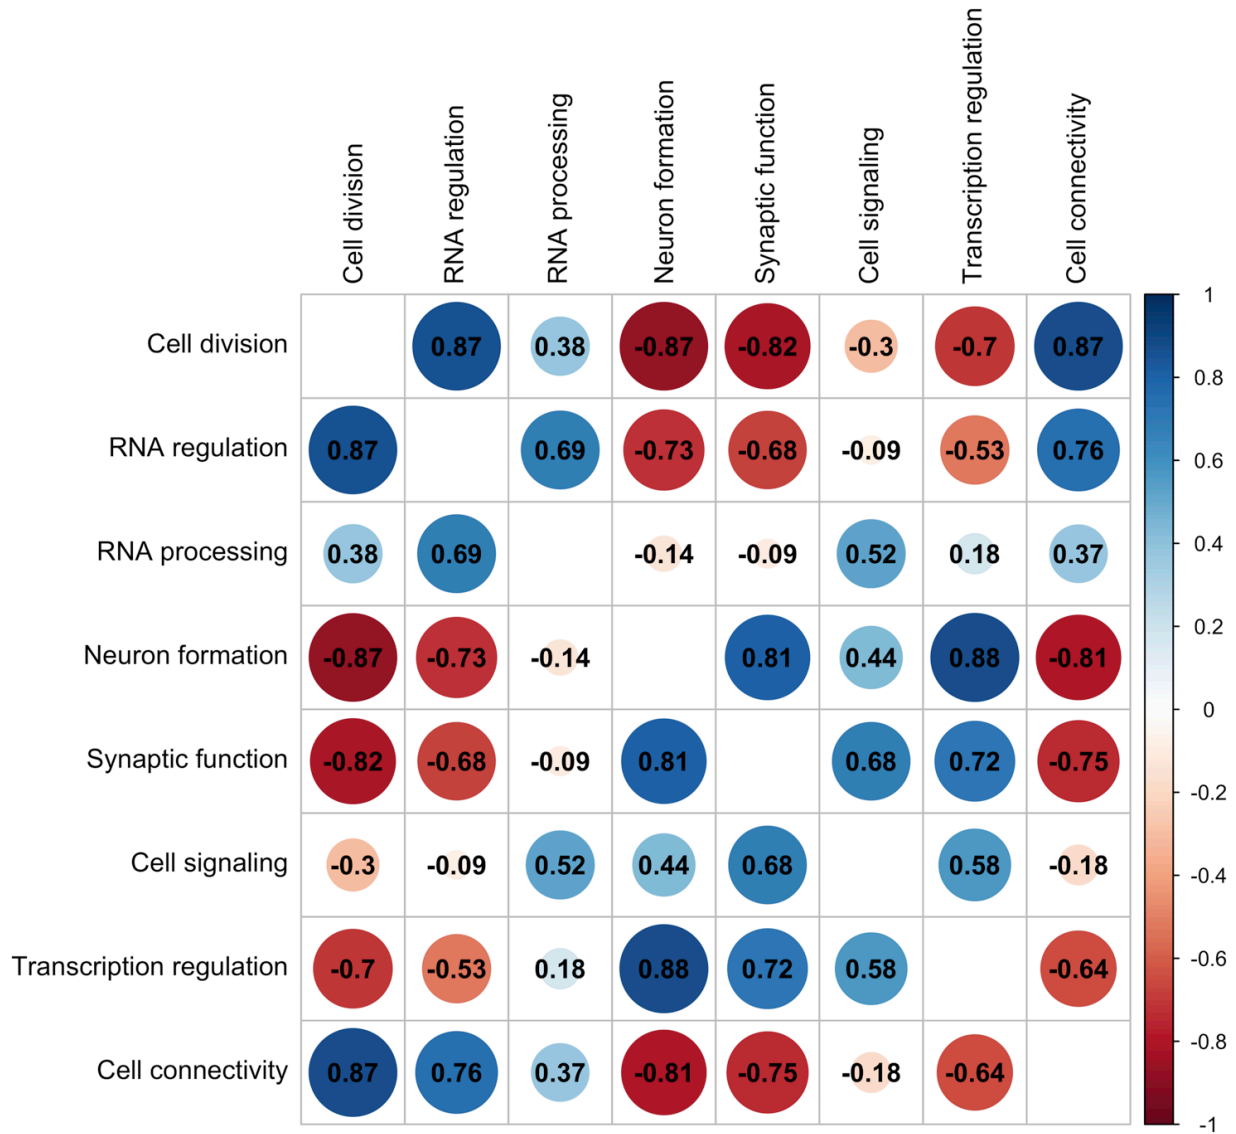 Cell division
RNA regulation
RNA processing
Neuron formation
Synaptic function
Cell signaling
Transcription regulation
Cell connectivity
Cell division 0.87 0.38 -0.87 -0.82 -0.3 -0.7 0.87
RNA regulation 0.87 0.69 -0.73 -0.68 -0.09 -0.53 0.76
RNA processing 0.38 0.69 -0.14 -0.09 0.52 0.18 0.37
Neuron formation -0.87 -0.73 -0.14 0.81 0.44 0.88 -0.81
Synaptic function -0.82 -0.68 -0.09 0.81 0.68 0.72 -0.75
Cell signaling -0.3 -0.09 0.52 0.44 0.68 0.58 -0.18
Transcription regulation -0.7 -0.53 0.18 0.88 0.72 0.58 -0.64
Cell connectivity 0.87 0.76 0.37 -0.81 -0.75 -0.18 -0.64
1
0.8
0.6
0.4
0.2
0
-0.2
-0.4
-0.6
-0.8
-1